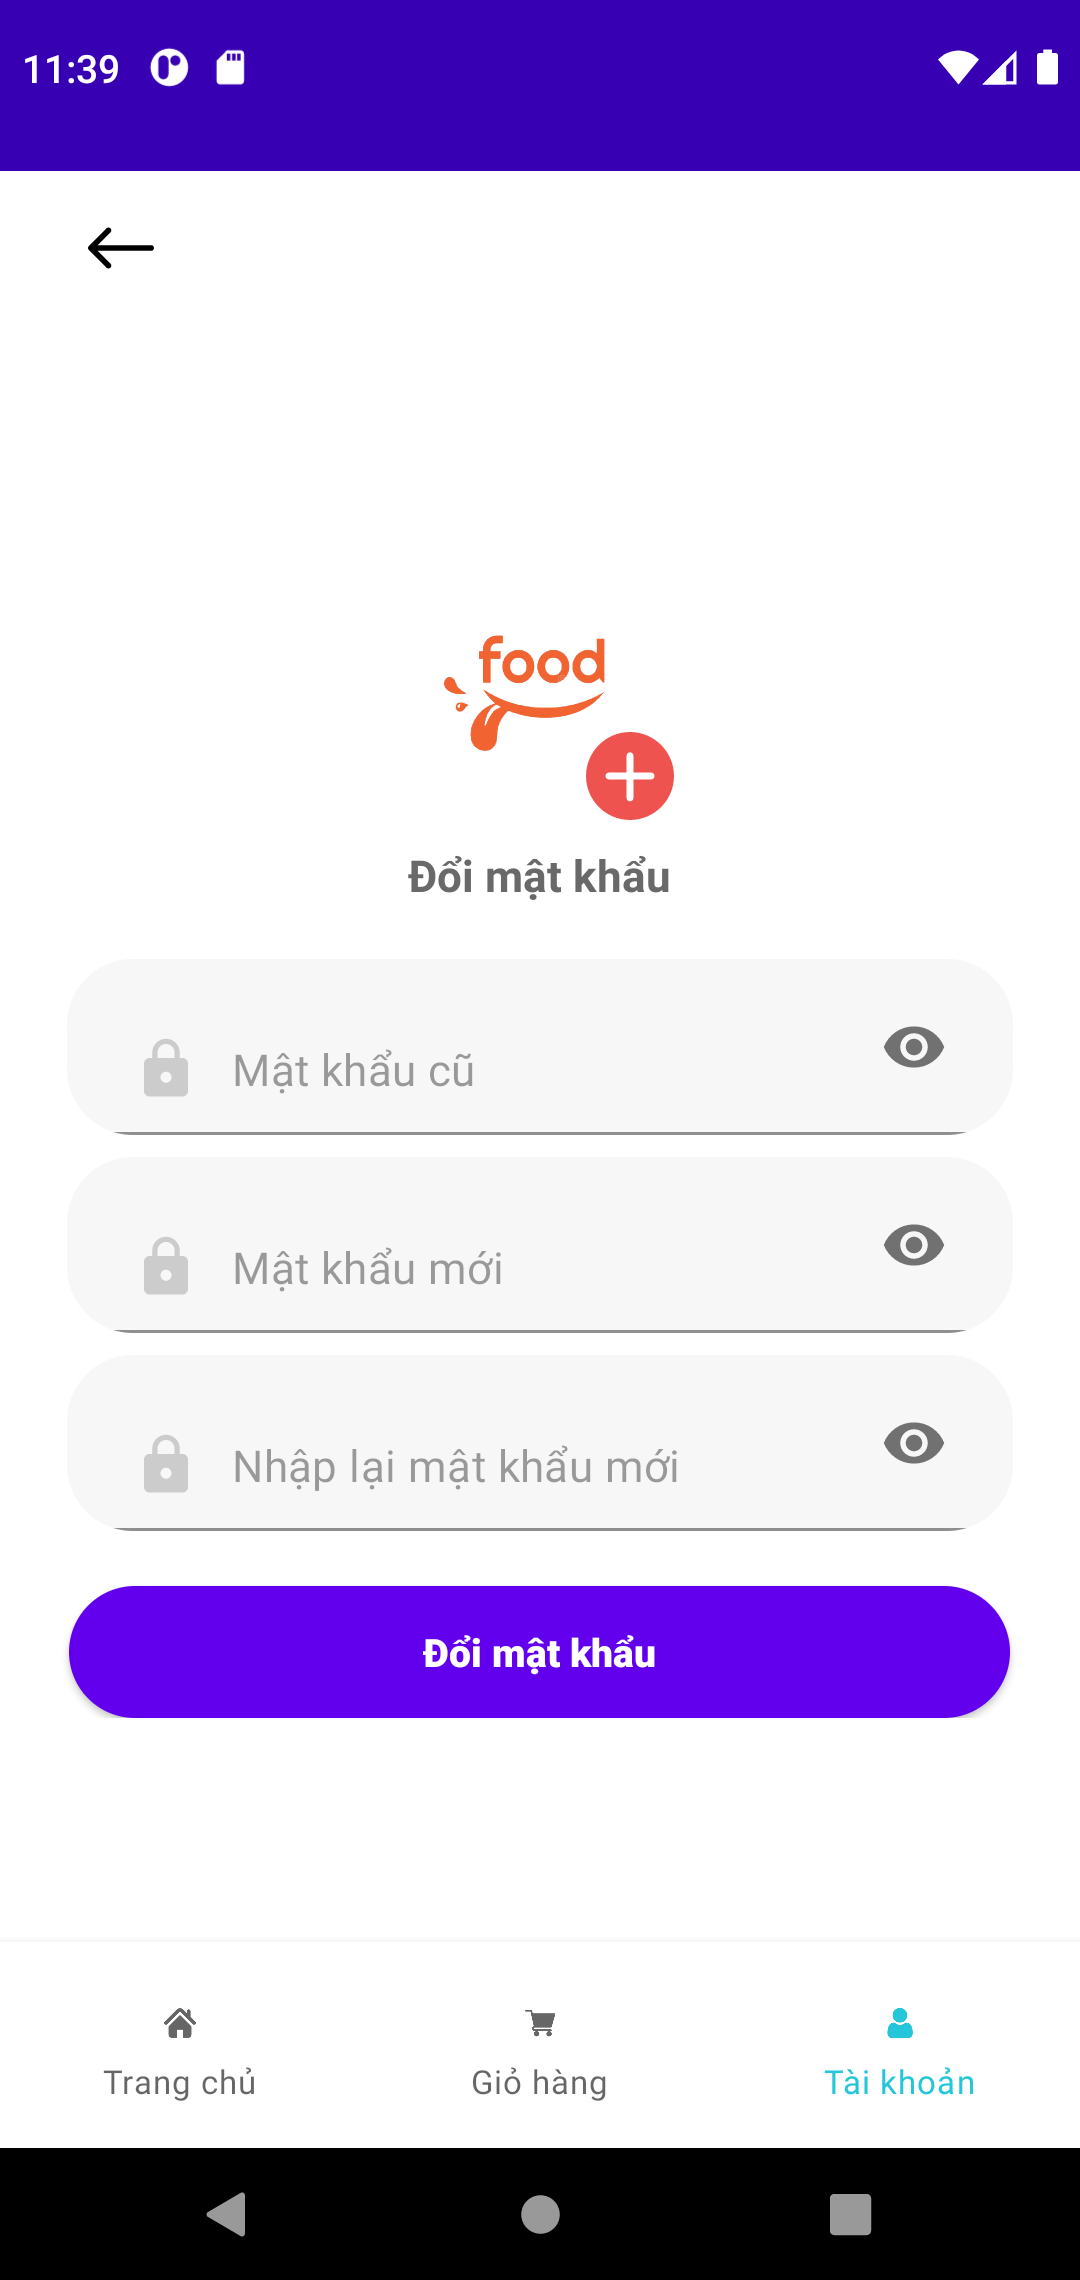 11:39
food
Đổi mật khẩu
Mật khẩu cũ
Mật khẩu mới
Nhập lại mật khẩu mới
Đổi mật khẩu
Trang chủ
Giỏ hàng
Tài khoản